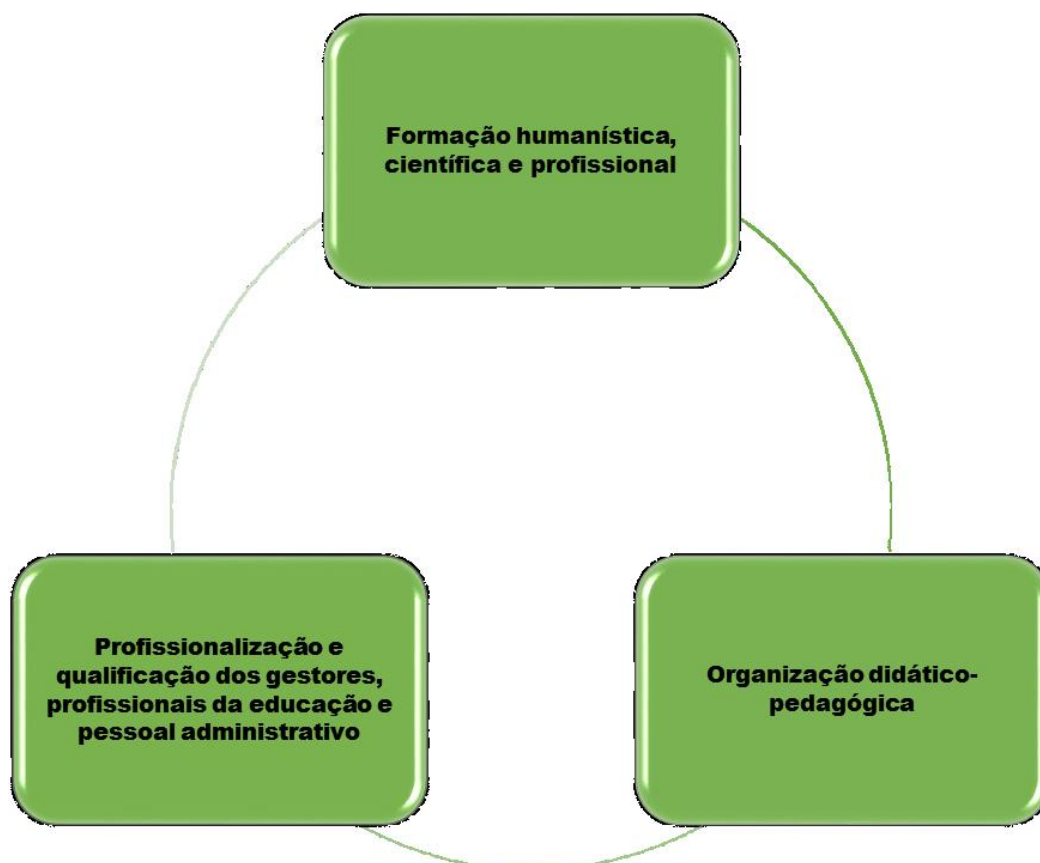 Formação humanística,
científica e profissional
Profissionalização e
qualificação dos gestores,
profissionais da educação e
pessoal administrativo
Organização didático-
pedagógica